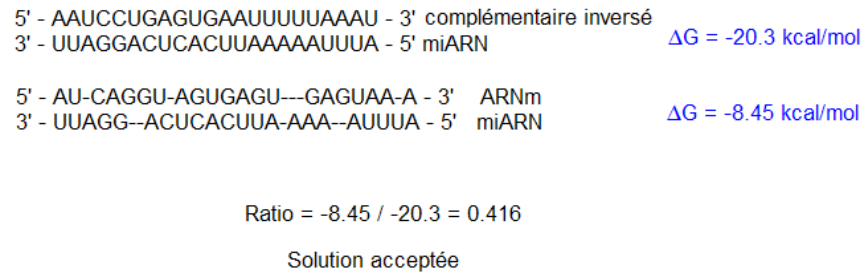 5' - AAUCCUGAGUGAAUUUUUAAAU - 3' complémentaire inversé
3' - UUAGGACUCACUUAAAAAUUUA - 5' miARN
ΔG = -20.3 kcal/mol
5' - AU-CAGGU-AGUGAGU---GAGUAA-A - 3' ARNm
3' - UUAGG--ACUCACUUA-AAA--AUUUA - 5' miARN
ΔG = -8.45 kcal/mol
Ratio = -8.45 / -20.3 = 0.416
Solution acceptée